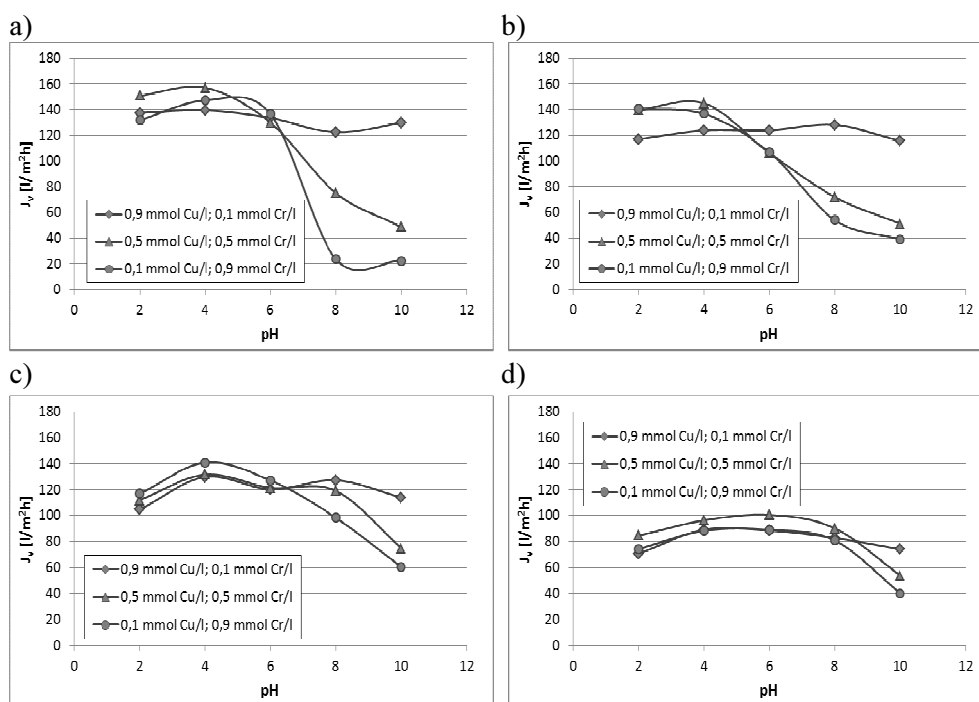 a)
180
160
140
120
100
80
60
40
20
0
Jv [l/m²h]
0,9 mmol Cu/l; 0,1 mmol Cr/l
0,5 mmol Cu/l; 0,5 mmol Cr/l
0,1 mmol Cu/l; 0,9 mmol Cr/l
0 2 4 6 8 10 12
pH
b)
180
160
140
120
100
80
60
40
20
0
Jv [l/m²h]
0,9 mmol Cu/l; 0,1 mmol Cr/l
0,5 mmol Cu/l; 0,5 mmol Cr/l
0,1 mmol Cu/l; 0,9 mmol Cr/l
0 2 4 6 8 10 12
pH
c)
180
160
140
120
100
80
60
40
20
0
Jv [l/m²h]
0,9 mmol Cu/l; 0,1 mmol Cr/l
0,5 mmol Cu/l; 0,5 mmol Cr/l
0,1 mmol Cu/l; 0,9 mmol Cr/l
0 2 4 6 8 10 12
pH
d)
180
160
140
120
100
80
60
40
20
0
Jv [l/m²h]
0,9 mmol Cu/l; 0,1 mmol Cr/l
0,5 mmol Cu/l; 0,5 mmol Cr/l
0,1 mmol Cu/l; 0,9 mmol Cr/l
0 2 4 6 8 10 12
pH